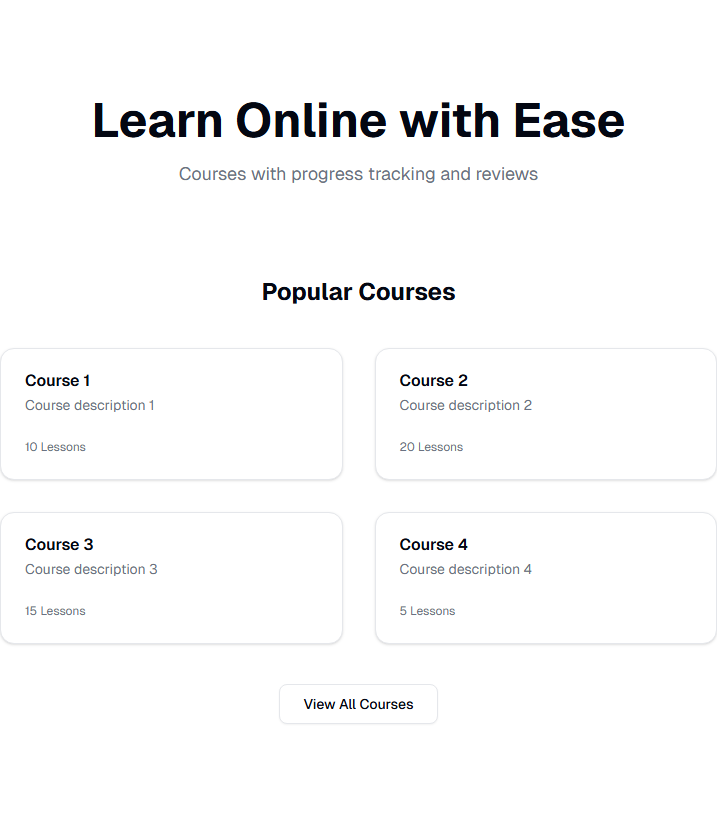 Learn Online with Ease
Courses with progress tracking and reviews
Popular Courses
Course 1
Course description 1
10 Lessons
Course 2
Course description 2
20 Lessons
Course 3
Course description 3
15 Lessons
Course 4
Course description 4
5 Lessons
View All Courses